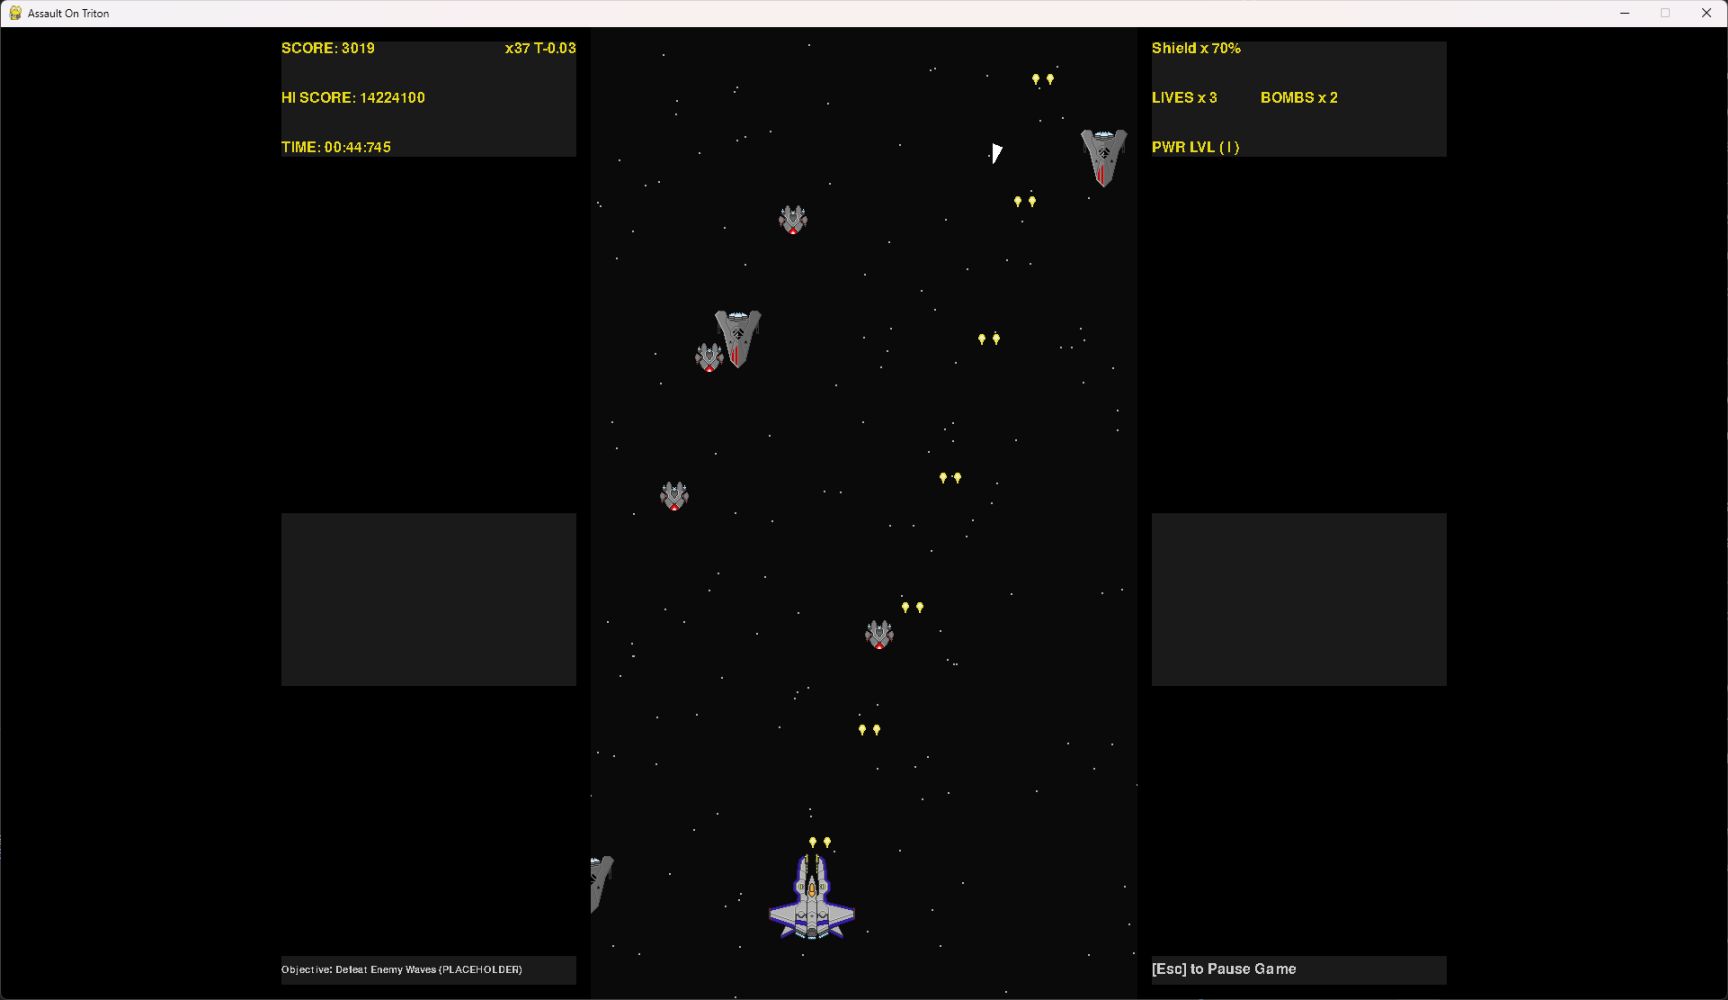 Assault On Triton
SCORE: 3019 x37 T-0.03
HI SCORE: 14224100
TIME: 00:44:745
Shield x 70%
LIVES x 3 BOMBS x 2
PWR LVL ( I )
Objective: Defeat Enemy Waves (PLACEHOLDER)
[Esc] to Pause Game